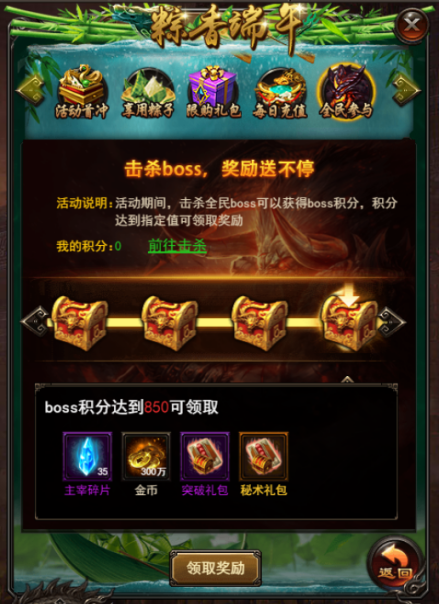 粽香端午
活动首冲 享用粽子 限购礼包 每日充值 全民参与
击杀boss，奖励送不停
活动说明:活动期间，击杀全民boss可以获得boss积分，积分
达到指定值可领取奖励
我的积分:0 前往击杀
boss积分达到850可领取
35 300万
主宰碎片 金币 突破礼包 秘术礼包
领取奖励
返回